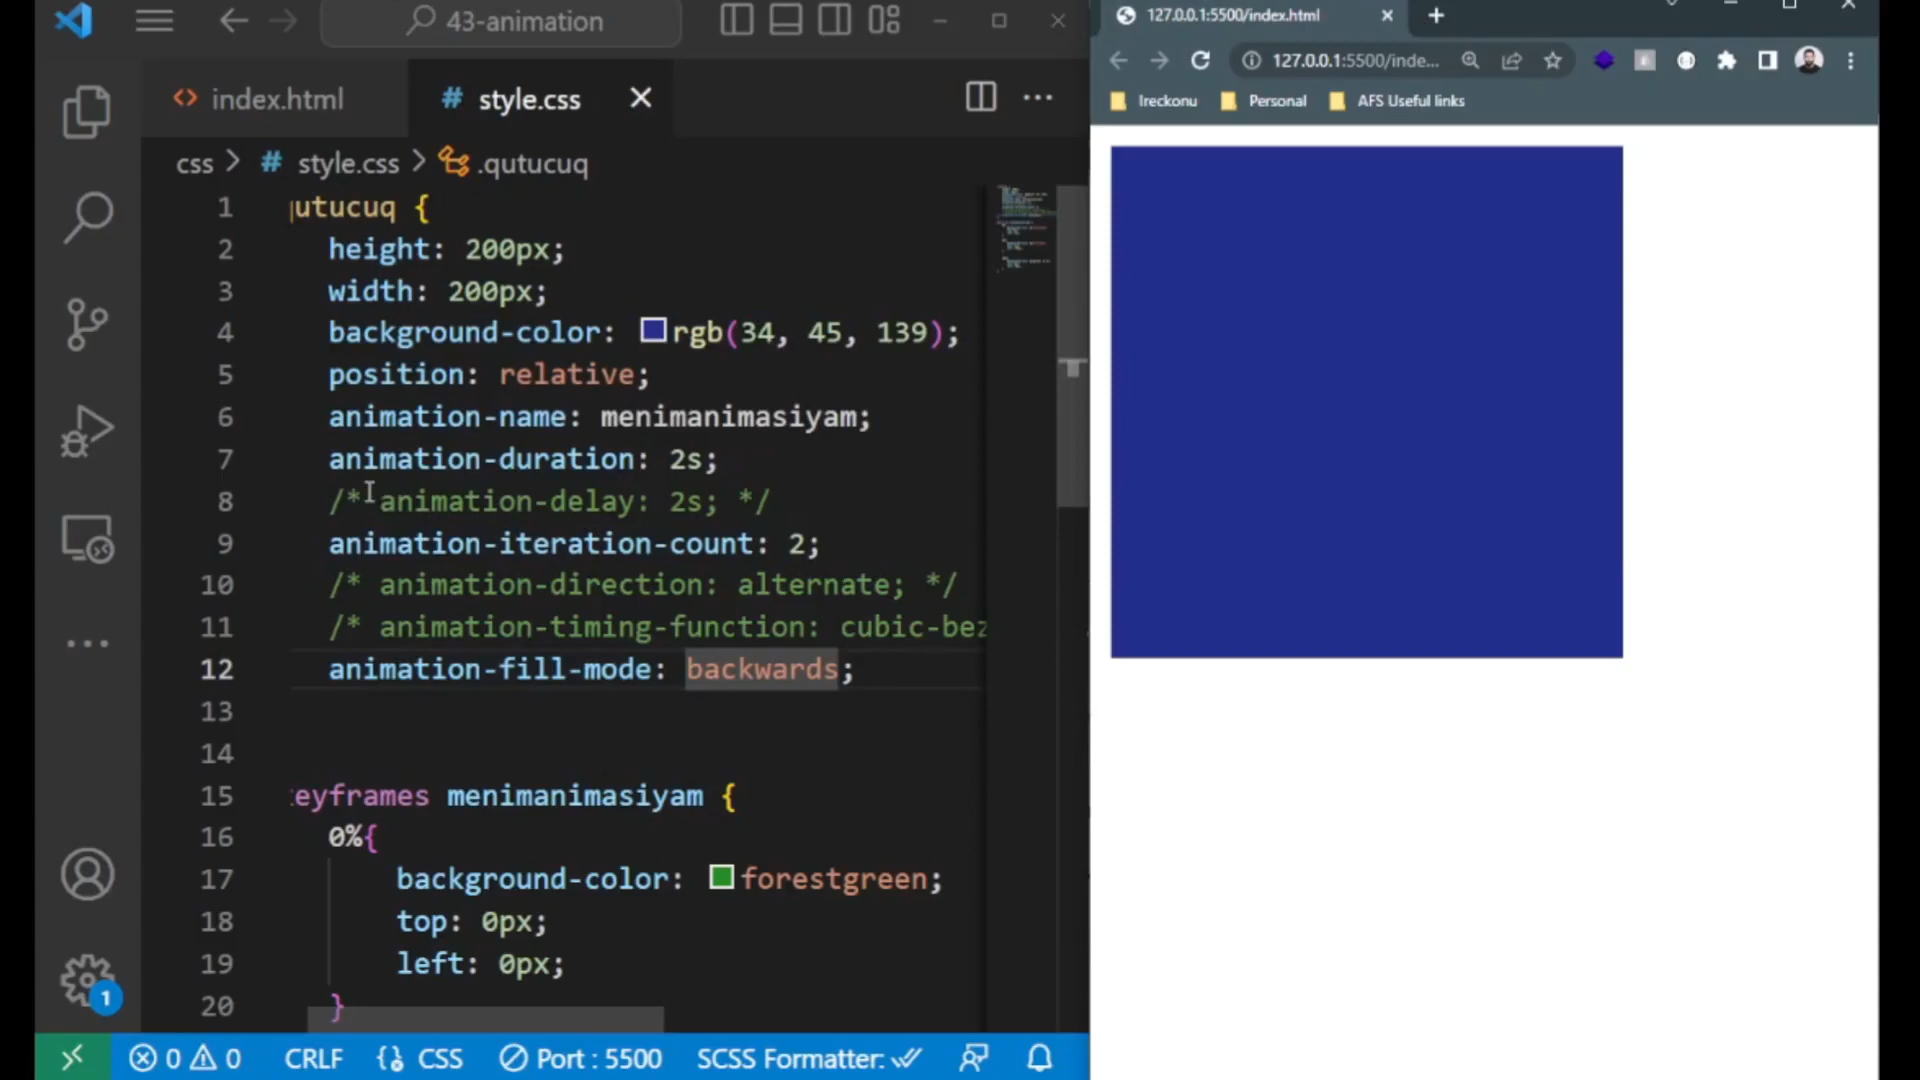 43-animation
index.html
style.css
css > # style.css > .qutucuq
1 utucuq {
2 height: 200px;
3 width: 200px;
4 background-color: rgb(34, 45, 139);
5 position: relative;
6 animation-name: menimanimasiyam;
7 animation-duration: 2s;
8 /* animation-delay: 2s; */
9 animation-iteration-count: 2;
10 /* animation-direction: alternate; */
11 /* animation-timing-function: cubic-bez
12 animation-fill-mode: backwards;
13
14
15 eyframes menimanimasiyam {
16 0%{
17 background-color: forestgreen;
18 top: 0px;
19 left: 0px;
20 }
1
0 0 CRLF {} CSS Port : 5500 SCSS Formatter:
127.0.0.1:5500/index.html
127.0.0.1:5500/inde...
Ireckonu Personal AFS Useful links